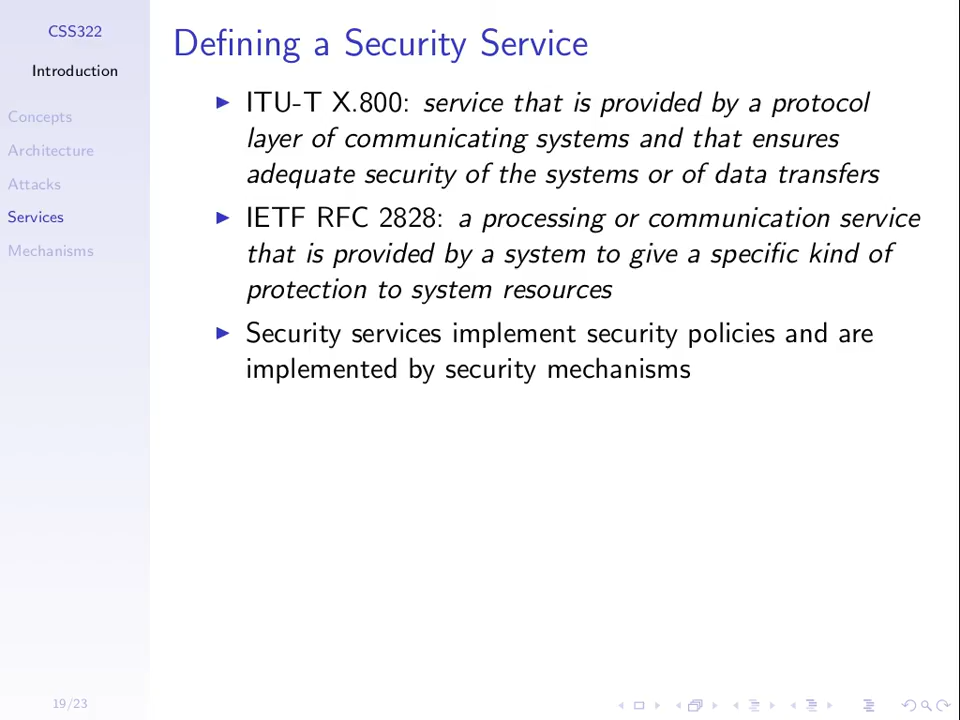 CSS322
Introduction
Concepts
Architecture
Attacks
Services
Mechanisms
19/23
Defining a Security Service
ITU-T X.800: service that is provided by a protocol
layer of communicating systems and that ensures
adequate security of the systems or of data transfers
IETF RFC 2828: a processing or communication service
that is provided by a system to give a specific kind of
protection to system resources
Security services implement security policies and are
implemented by security mechanisms